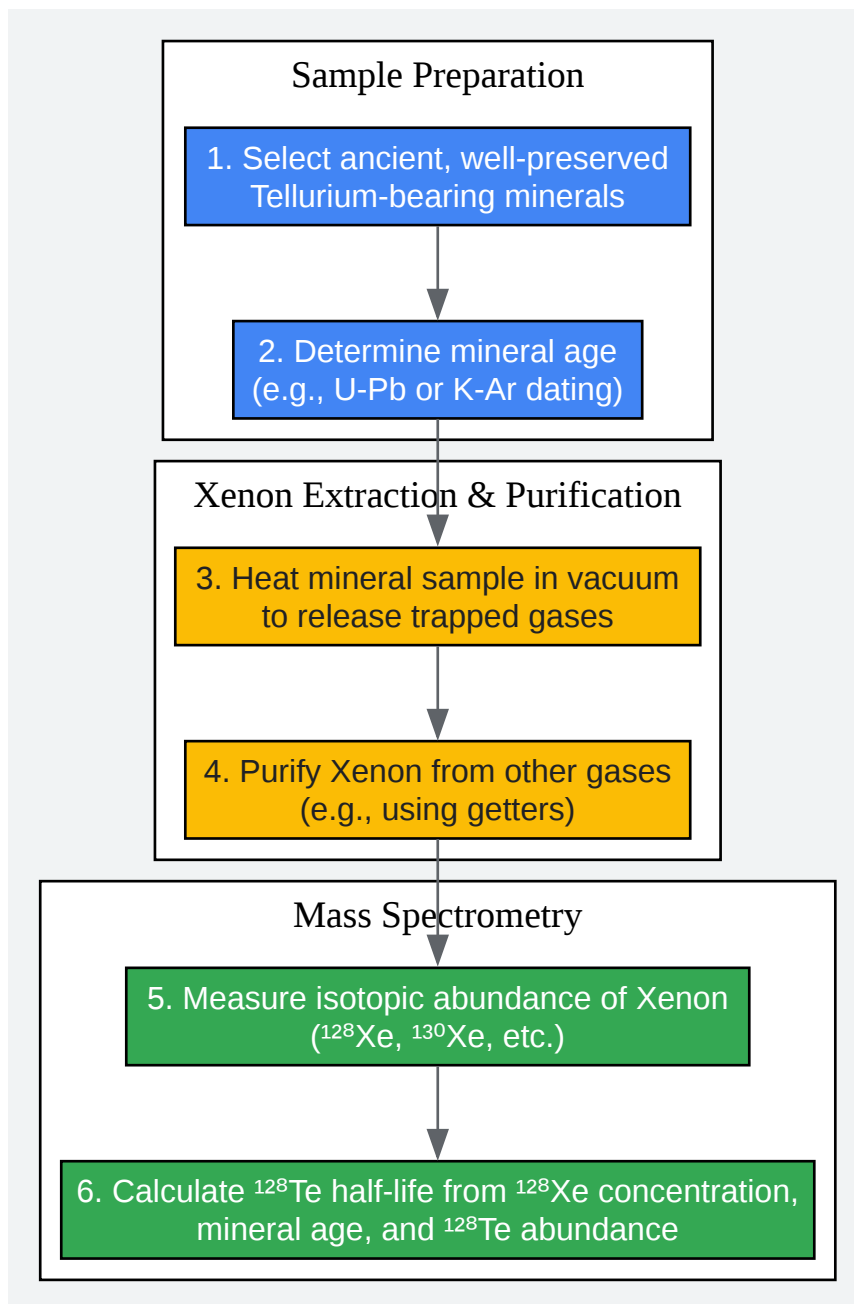 Sample Preparation
1. Select ancient, well-preserved
Tellurium-bearing minerals
2. Determine mineral age
(e.g., U-Pb or K-Ar dating)
Xenon Extraction & Purification
3. Heat mineral sample in vacuum
to release trapped gases
4. Purify Xenon from other gases
(e.g., using getters)
Mass Spectrometry
5. Measure isotopic abundance of Xenon
(¹²⁸Xe, ¹³⁰Xe, etc.)
6. Calculate ¹²⁸Te half-life from ¹²⁸Xe concentration,
mineral age, and ¹²⁸Te abundance